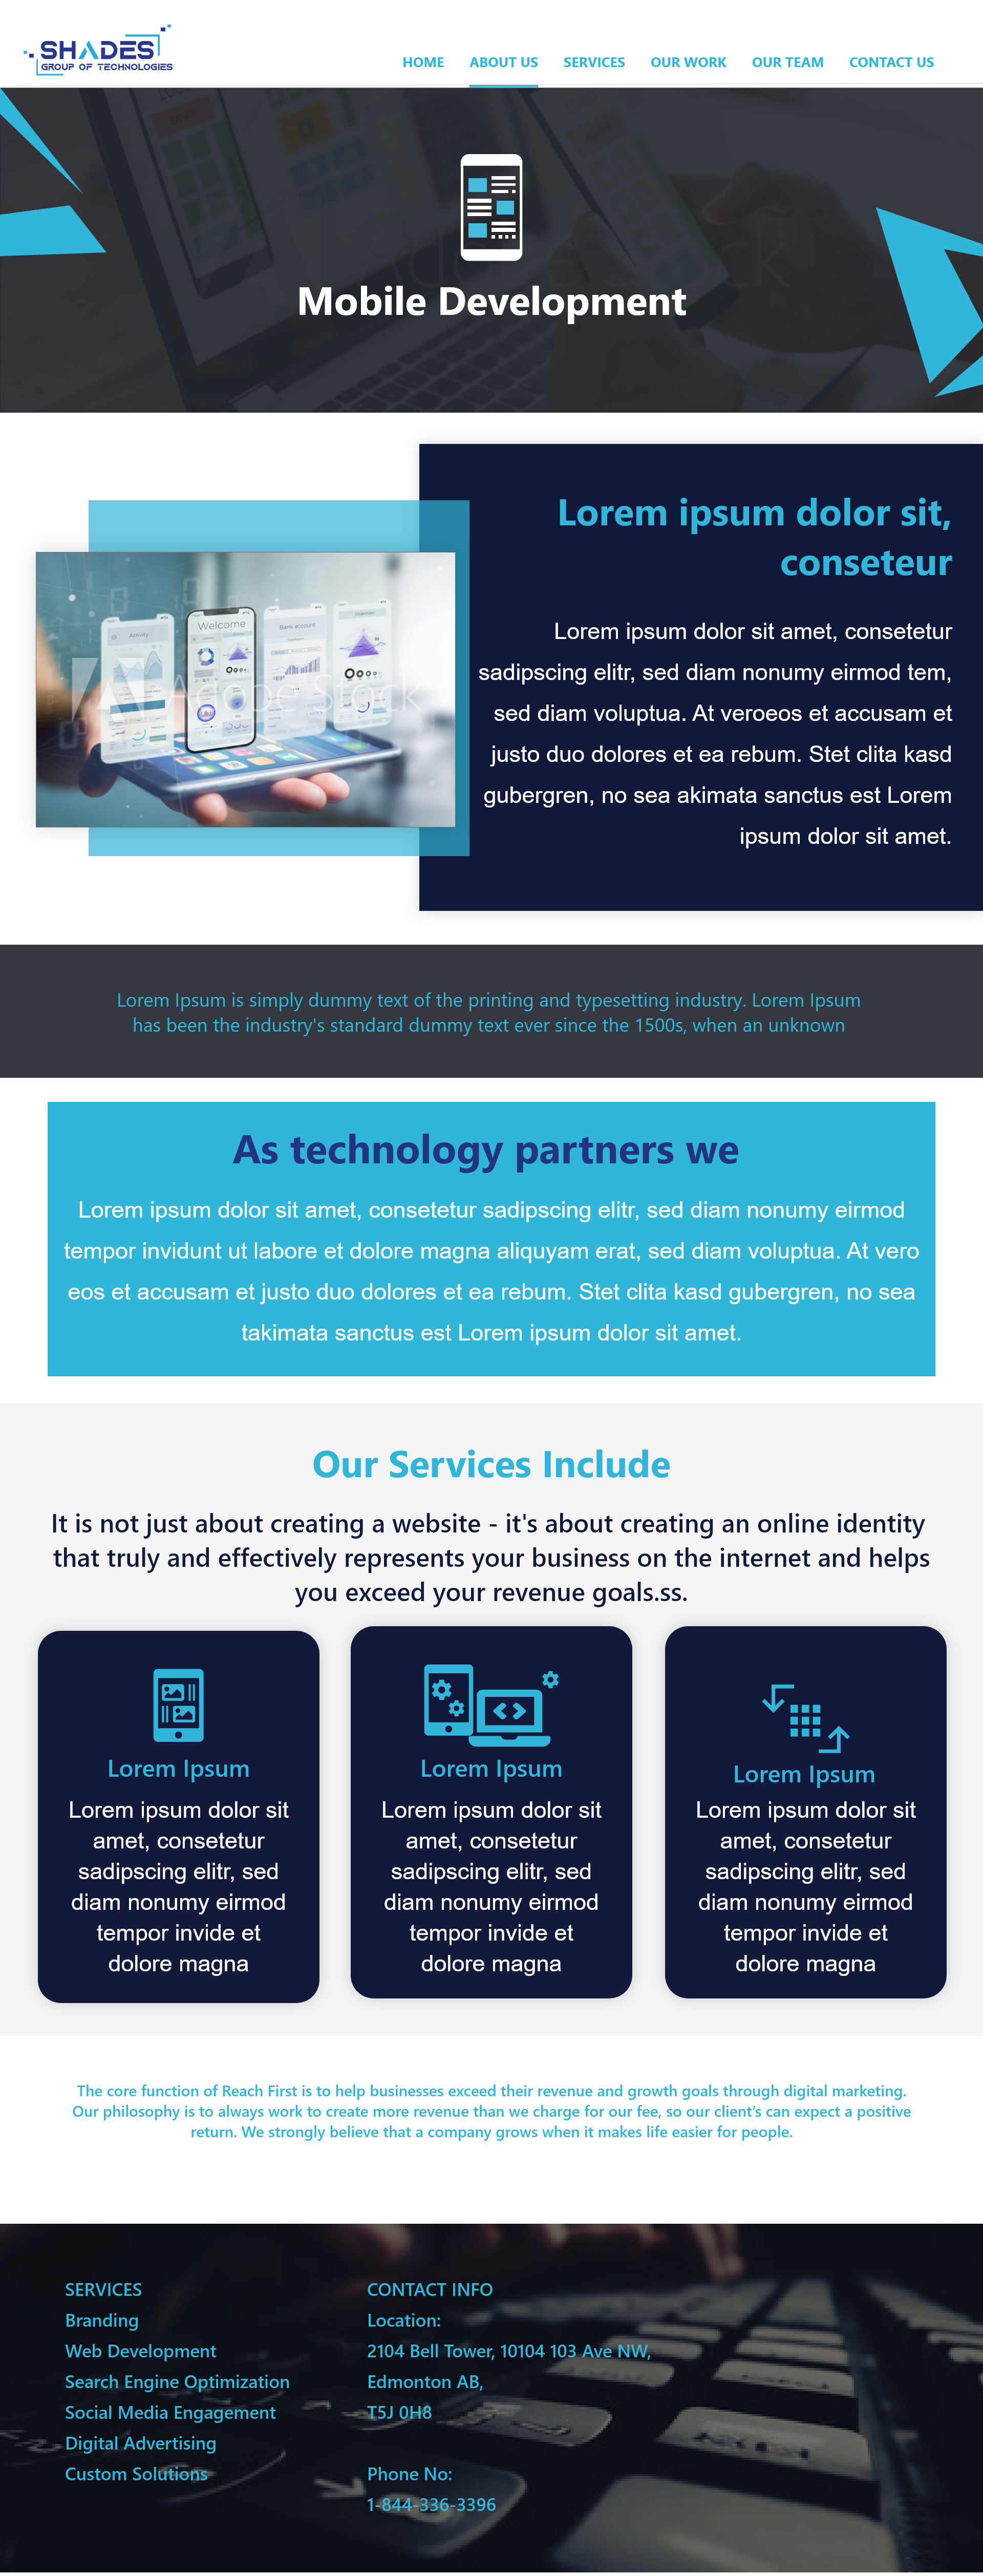 SHADES
GROUP OF TECHNOLOGIES
HOME
ABOUT US
SERVICES
OUR WORK
OUR TEAM
CONTACT US
Mobile Development
Lorem ipsum dolor sit,
conseteur
Lorem ipsum dolor sit amet, consetetur
sadipscing elitr, sed diam nonumy eirmod tem,
sed diam voluptua. At veroeos et accusam et
justo duo dolores et ea rebum. Stet clita kasd
gubergren, no sea akimata sanctus est Lorem
ipsum dolor sit amet.
Activity
Welcome
Bank account
Adobe Stock
Lorem Ipsum is simply dummy text of the printing and typesetting industry. Lorem Ipsum
has been the industry's standard dummy text ever since the 1500s, when an unknown
As technology partners we
Lorem ipsum dolor sit amet, consetetur sadipscing elitr, sed diam nonumy eirmod
tempor invidunt ut labore et dolore magna aliquyam erat, sed diam voluptua. At vero
eos et accusam et justo duo dolores et ea rebum. Stet clita kasd gubergren, no sea
takimata sanctus est Lorem ipsum dolor sit amet.
Our Services Include
It is not just about creating a website - it's about creating an online identity
that truly and effectively represents your business on the internet and helps
you exceed your revenue goals.ss.
Lorem Ipsum
Lorem ipsum dolor sit
amet, consetetur
sadipscing elitr, sed
diam nonumy eirmod
tempor invide et
dolore magna
Lorem Ipsum
Lorem ipsum dolor sit
amet, consetetur
sadipscing elitr, sed
diam nonumy eirmod
tempor invide et
dolore magna
Lorem Ipsum
Lorem ipsum dolor sit
amet, consetetur
sadipscing elitr, sed
diam nonumy eirmod
tempor invide et
dolore magna
The core function of Reach First is to help businesses exceed their revenue and growth goals through digital marketing.
Our philosophy is to always work to create more revenue than we charge for our fee, so our client's can expect a positive
return. We strongly believe that a company grows when it makes life easier for people.
SERVICES
Branding
Web Development
Search Engine Optimization
Social Media Engagement
Digital Advertising
Custom Solutions
CONTACT INFO
Location:
2104 Bell Tower, 10104 103 Ave NW,
Edmonton AB,
T5J 0H8
Phone No:
1-844-336-3396